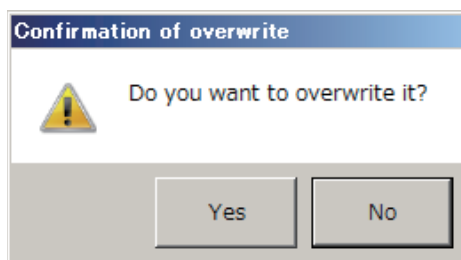 Confirmation of overwrite
Do you want to overwrite it?
Yes
No